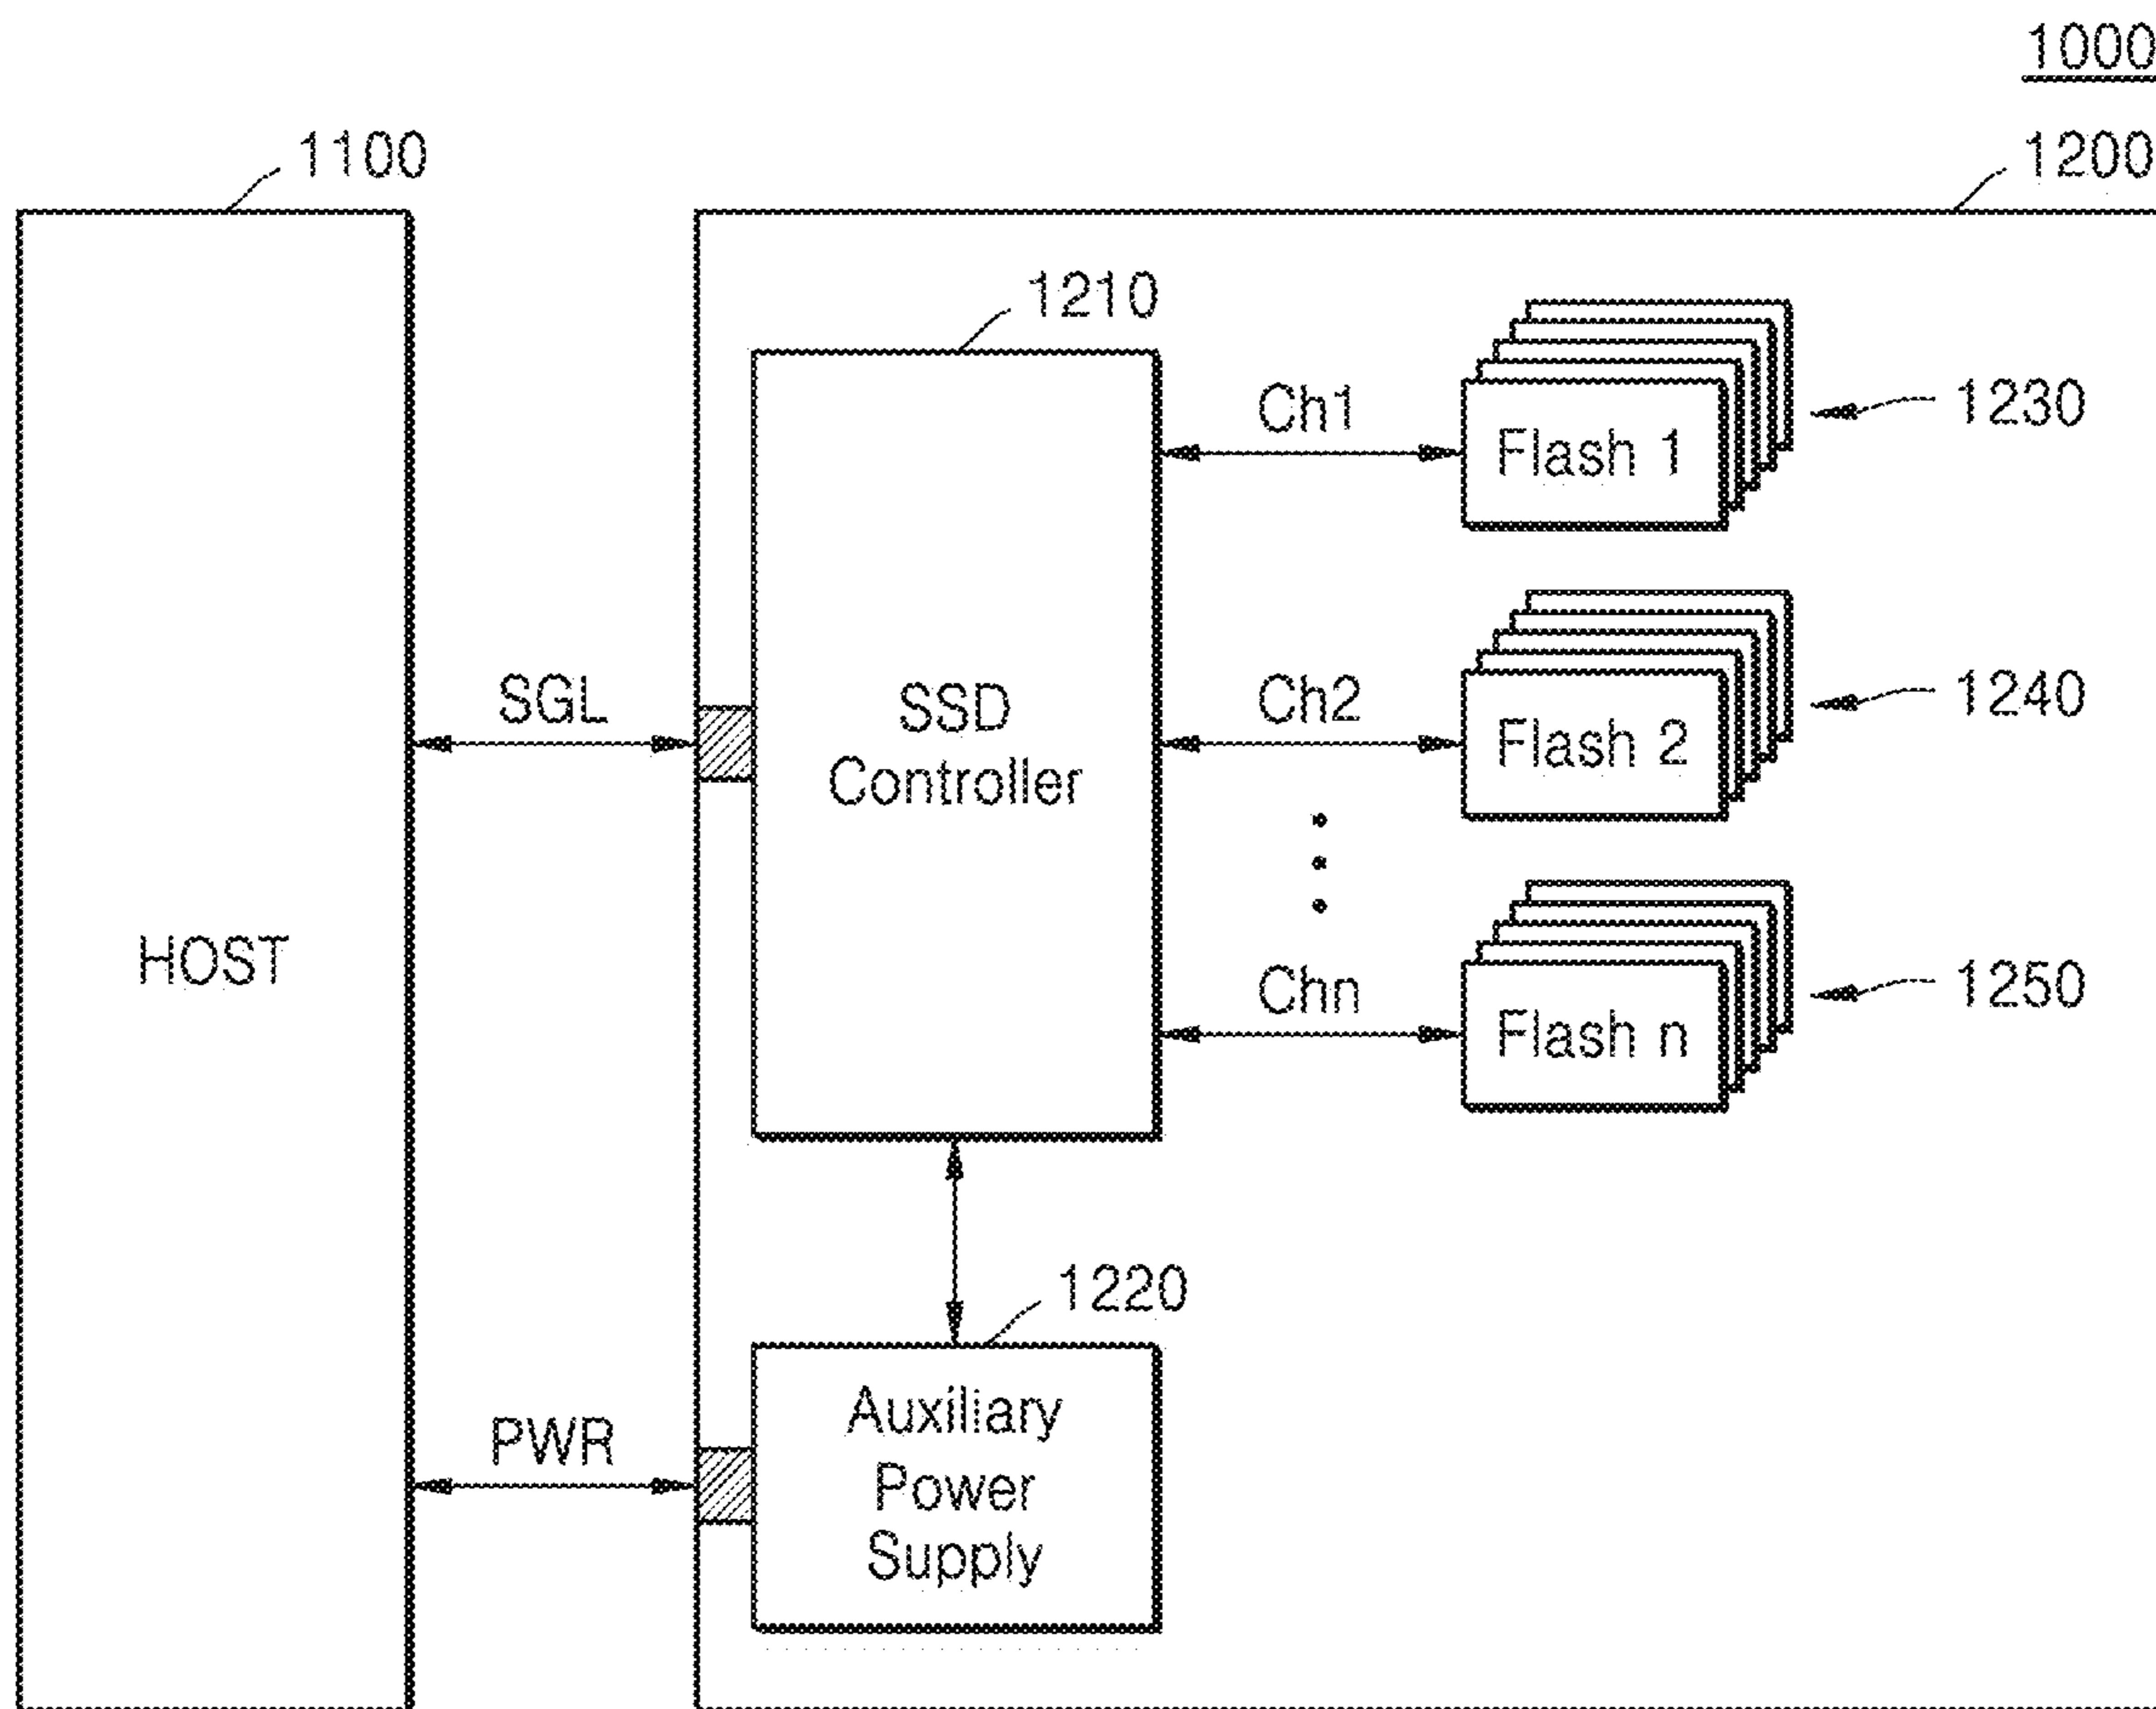 1000
1100
1200
1210
Ch1
Flash 1
1230
SGL
SSD
Controller
Ch2
Flash 2
1240
HOST
Chn
Flash n
1250
1220
PWR
Auxiliary
Power
Supply